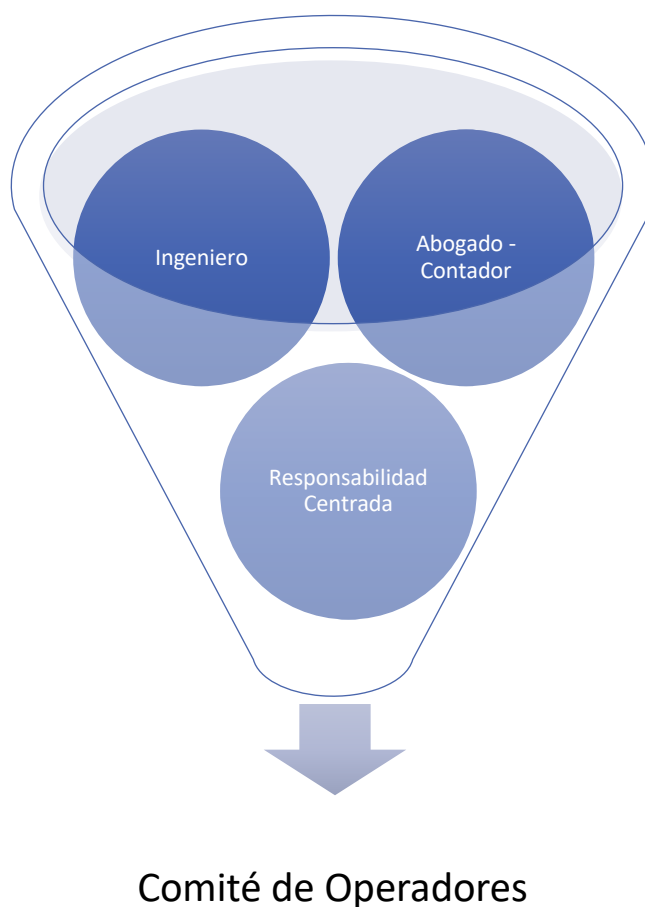 Ingeniero
Abogado -
Contador
Responsabilidad
Centrada
Comité de Operadores